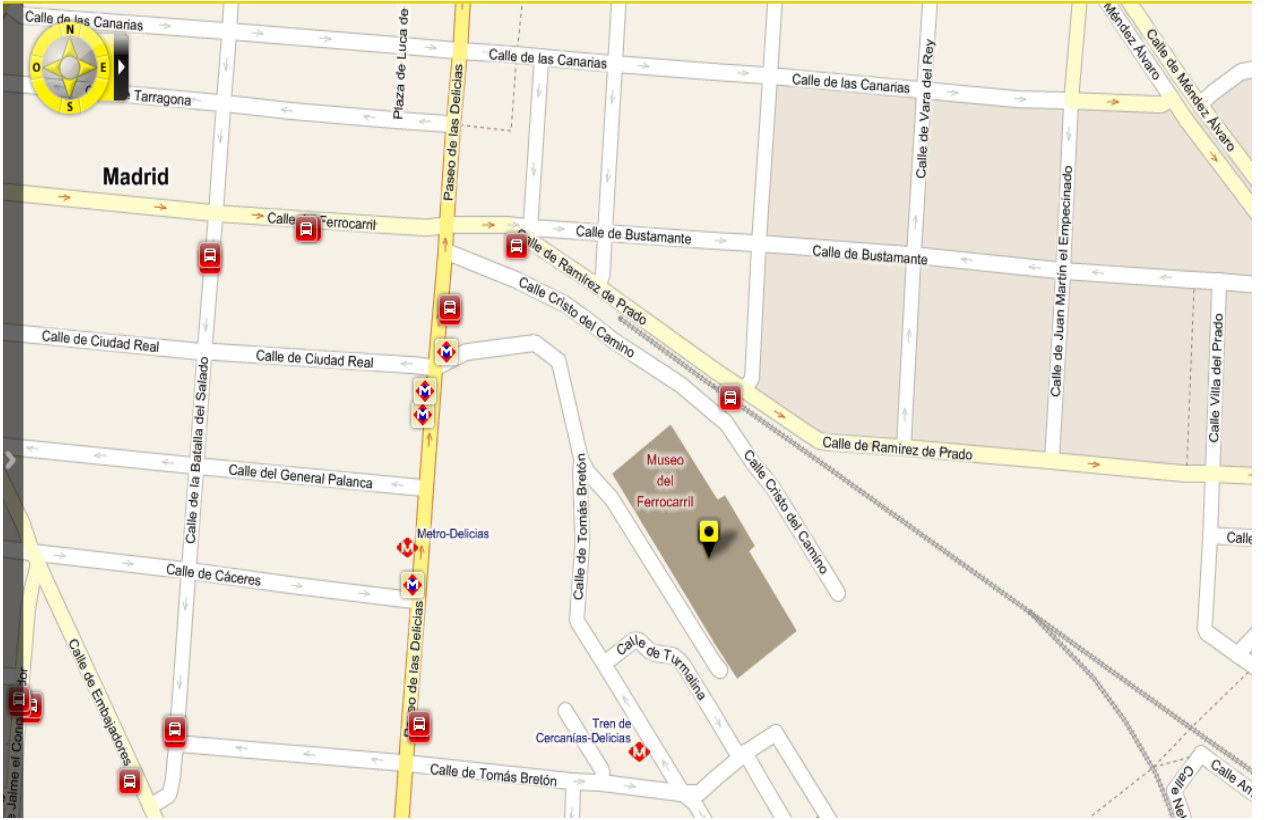 Calle de las Canarias
Méndez Álvaro
Calle de Méndez Álvaro
N
O
E
S
Plaza de Luca de
Calle de las Canarias
Calle de las Canarias
Tarragona
Paseo de las Delicias
Calle de Vara del Rey
Madrid
Calle Ferrocarril
Calle de Bustamante
Calle de Bustamante
Calle de Juan Martín el Empecinado
Calle de Ramírez de Prado
Calle Cristo del Camino
Calle de Ciudad Real
Calle de Ciudad Real
Calle de la Batalla del Salado
Calle Villa del Prado
Calle de Ramírez de Prado
Museo
del
Ferrocarril
Calle del General Palanca
Calle de Tomás Bretón
Calle Cristo del Camino
Metro-Delicias
Calle
Calle de Cáceres
Paseo de las Delicias
Calle de Embajadores
Calle de Turmalina
Tren de
Cercanías-Delicias
Calle de Tomás Bretón